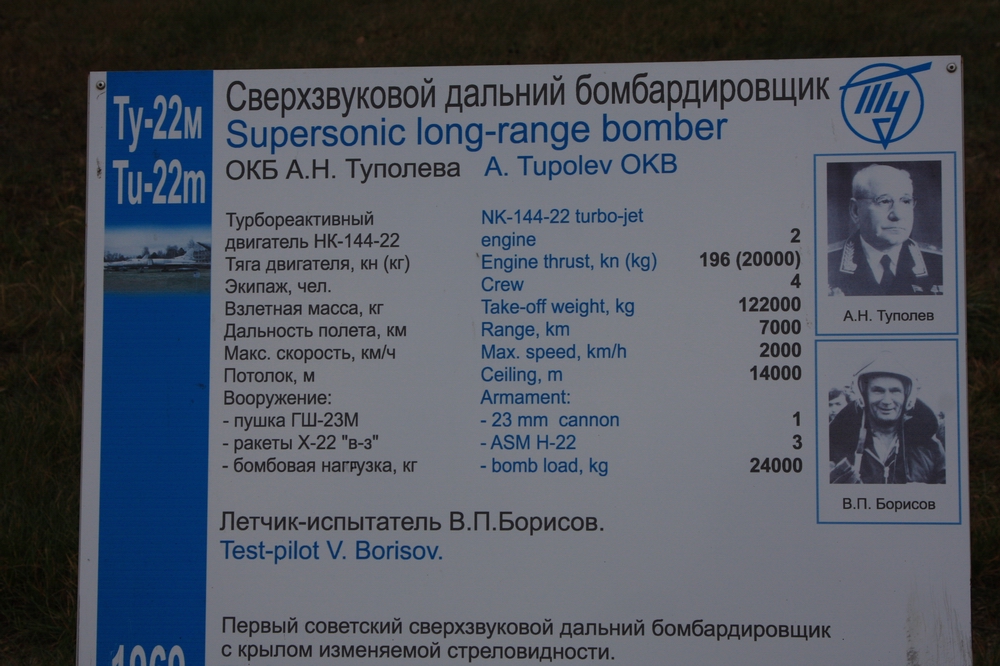 Ту-22м
Tu-22m
Сверхзвуковой дальний бомбардировщик
Supersonic long-range bomber
ОКБ А.Н. Туполева A. Tupolev OKB
Ту
Турбореактивный NK-144-22 turbo-jet
двигатель НК-144-22 engine 2
Тяга двигателя, кн (кг) Engine thrust, kn (kg) 196 (20000)
Экипаж, чел. Crew 4
Взлетная масса, кг Take-off weight, kg 122000
Дальность полета, км Range, km 7000
Макс. скорость, км/ч Max. speed, km/h 2000
Потолок, м Ceiling, m 14000
Вооружение: Armament:
- пушка ГШ-23М - 23 mm cannon 1
- ракеты Х-22 "в-з" - ASM H-22 3
- бомбовая нагрузка, кг - bomb load, kg 24000
А.Н. Туполев
В.П. Борисов
Летчик-испытатель В.П.Борисов.
Test-pilot V. Borisov.
Первый советский сверхзвуковой дальний бомбардировщик
с крылом изменяемой стреловидности.
1969